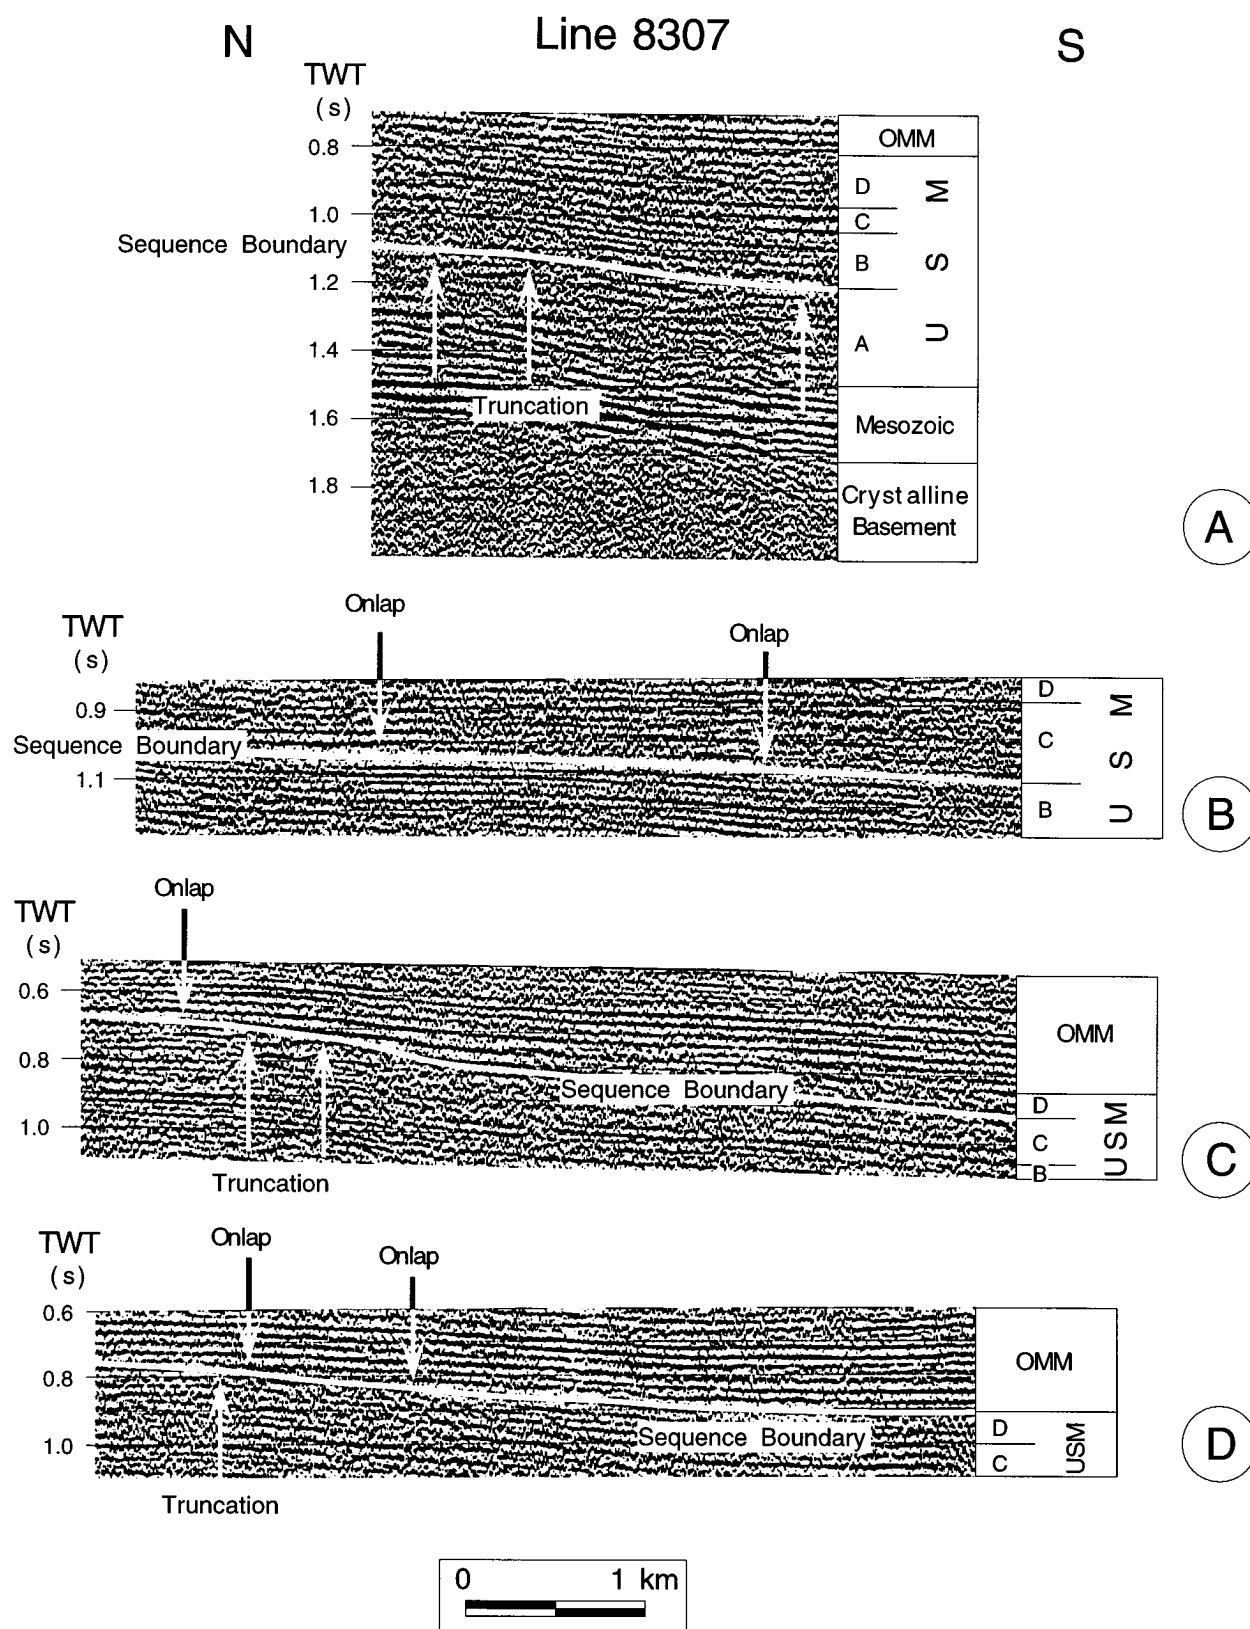 Line 8307
N
S
TWT
(s)
0.8
1.0
Sequence Boundary
1.2
1.4
1.6
1.8
Truncation
OMM
D
C
B
A
U S M
Mesozoic
Crystalline
Basement
A
Onlap
Onlap
TWT
(s)
0.9
Sequence Boundary
1.1
D
C
B
U S M
B
Onlap
TWT
(s)
0.6
0.8
1.0
Sequence Boundary
Truncation
OMM
D
C
B
USM
C
Onlap
Onlap
TWT
(s)
0.6
0.8
1.0
Sequence Boundary
Truncation
OMM
D
C
USM
D
0 1 km